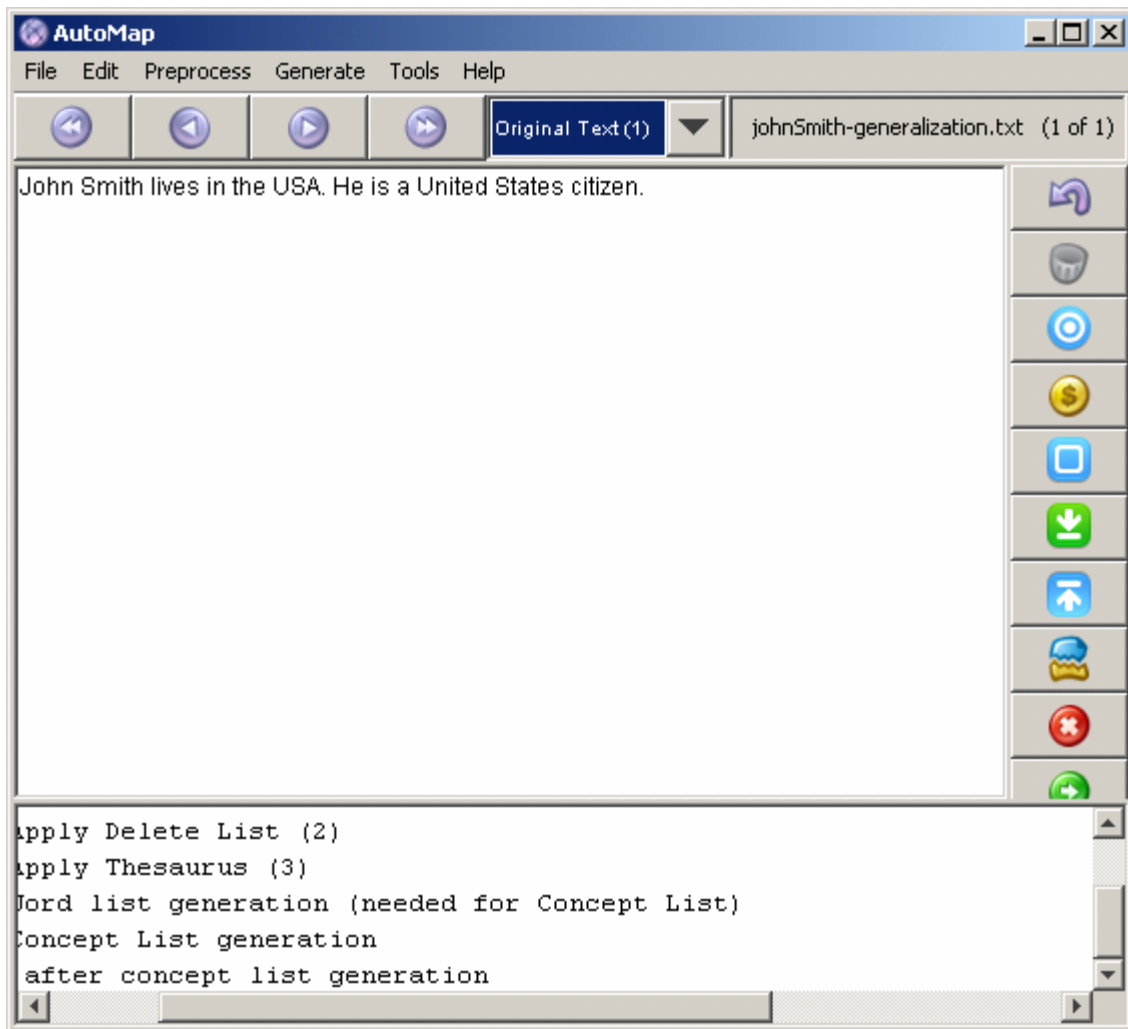 AutoMap
File Edit Preprocess Generate Tools Help
Original Text (1) johnSmith-generalization.txt (1 of 1)
John Smith lives in the USA. He is a United States citizen.
$
pply Delete List (2)
pply Thesaurus (3)
ord list generation (needed for Concept List)
oncept List generation
after concept list generation